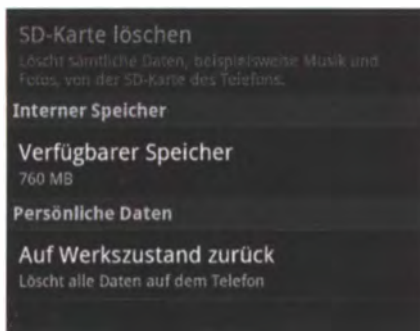 SD-Karte löschen
Löscht sämtliche Daten, beispielsweise Musik und
Fotos, von der SD-Karte des Telefons.
Interner Speicher
Verfügbarer Speicher
760 MB
Persönliche Daten
Auf Werkszustand zurück
Löscht alle Daten auf dem Telefon